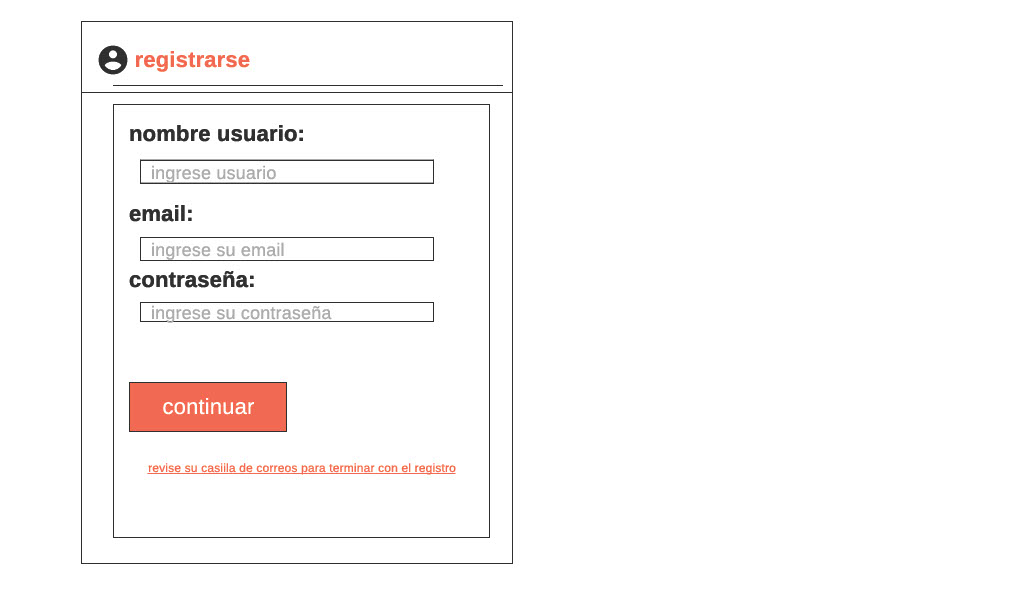 registrarse
nombre usuario:
ingrese usuario
email:
ingrese su email
contraseña:
ingrese su contraseña
continuar
revise su casiila de correos para terminar con el registro